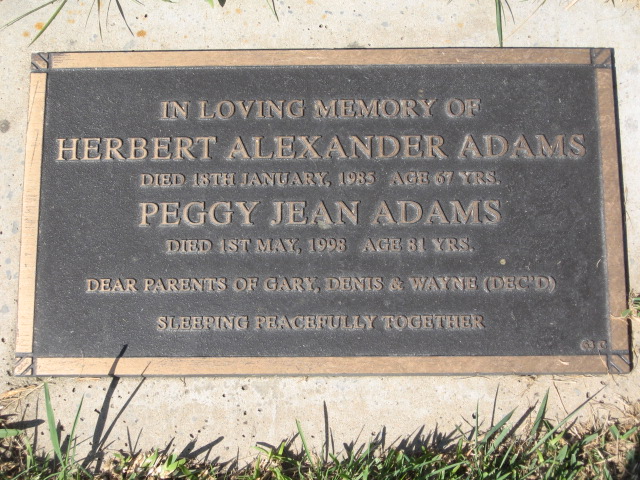 IN LOVING MEMORY OF
HERBERT ALEXANDER ADAMS
DIED 18TH JANUARY, 1985 AGE 67 YRS.
PEGGY JEAN ADAMS
DIED 1ST MAY, 1998 AGE 81 YRS.
DEAR PARENTS OF GARY, DENIS & WAYNE (DEC'D)
SLEEPING PEACEFULLY TOGETHER